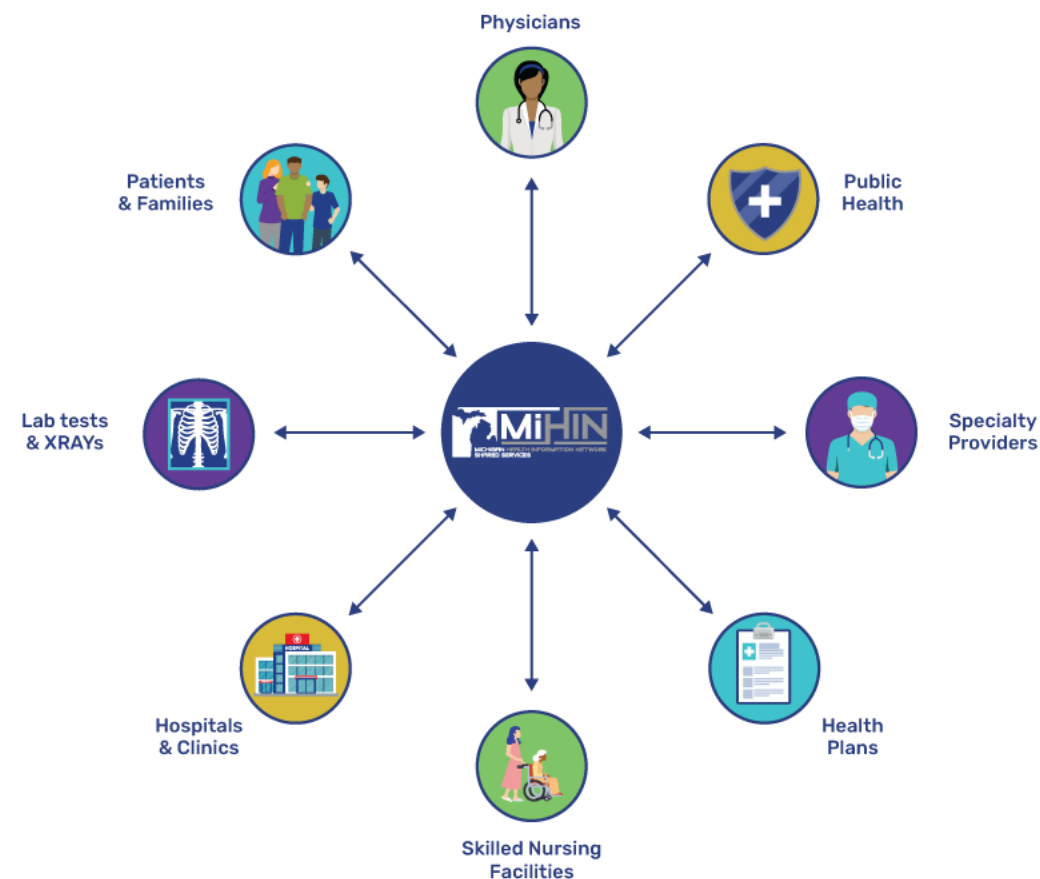 Physicians
Patients
& Families
Public
Health
Lab tests
& XRAYs
MiHIN
MICHIGAN HEALTH INFORMATION NETWORK
SHARED SERVICES
Specialty
Providers
HOSPITAL
Hospitals
& Clinics
Health
Plans
Skilled Nursing
Facilities